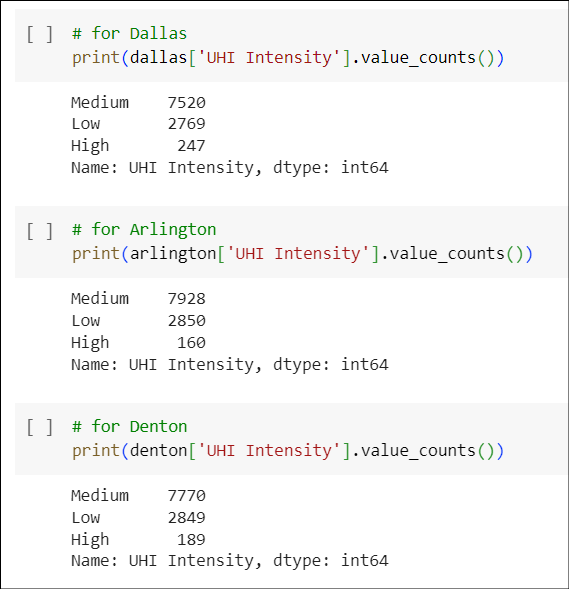 [ ] # for Dallas
print(dallas['UHI Intensity'].value_counts())
Medium    7520
Low       2769
High       247
Name: UHI Intensity, dtype: int64
[ ] # for Arlington
print(arlington['UHI Intensity'].value_counts())
Medium    7928
Low       2850
High       160
Name: UHI Intensity, dtype: int64
[ ] # for Denton
print(denton['UHI Intensity'].value_counts())
Medium    7770
Low       2849
High       189
Name: UHI Intensity, dtype: int64